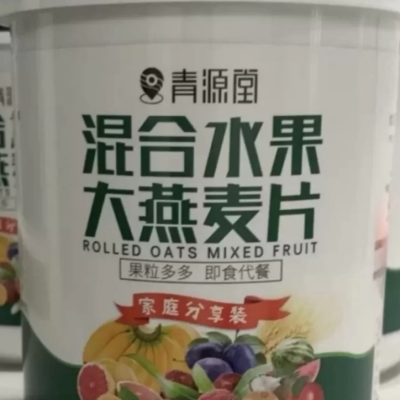 青源堂
混合水果
大燕麦片
ROLLED OATS MIXED FRUIT
果粒多多 即食代餐
家庭分享装